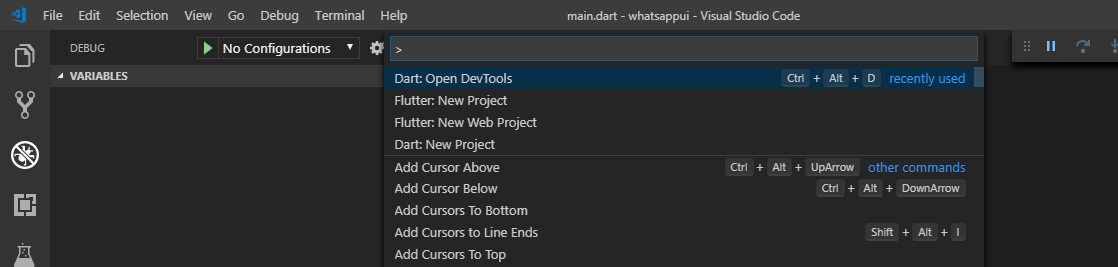 File Edit Selection View Go Debug Terminal Help main.dart - whatsappui - Visual Studio Code
DEBUG No Configurations
VARIABLES
>
Dart: Open DevTools Ctrl + Alt + D recently used
Flutter: New Project
Flutter: New Web Project
Dart: New Project
Add Cursor Above Ctrl + Alt + UpArrow other commands
Add Cursor Below Ctrl + Alt + DownArrow
Add Cursors To Bottom
Add Cursors to Line Ends Shift + Alt + I
Add Cursors To Top